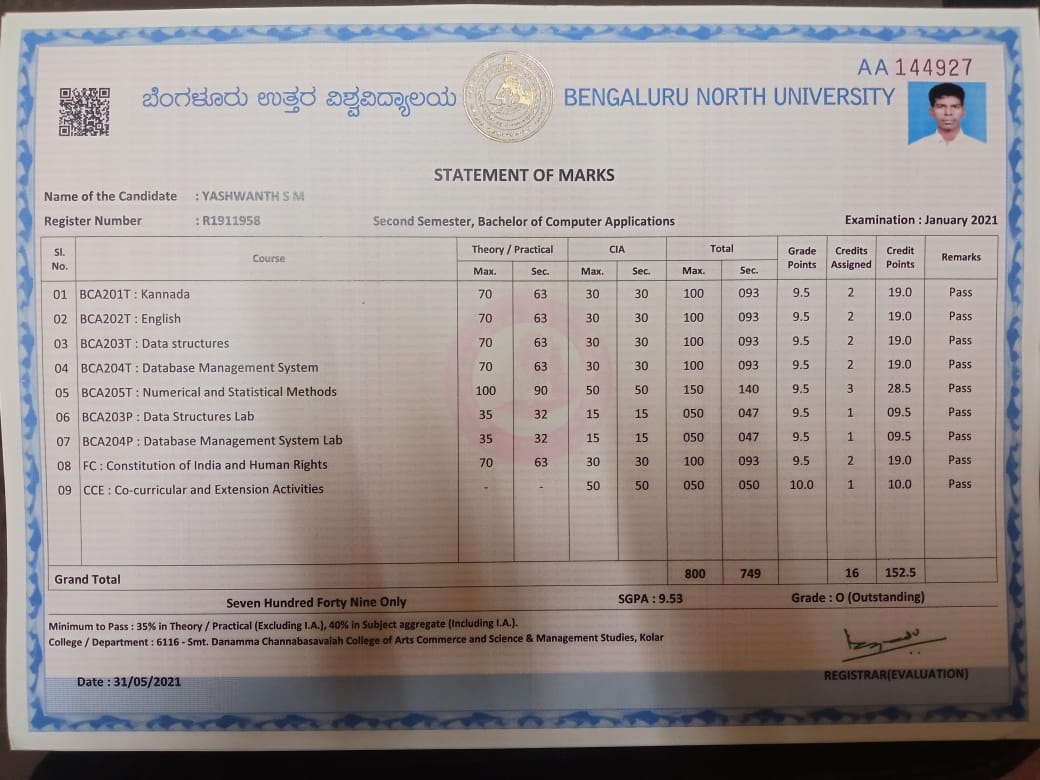 AA 144927
ಬೆಂಗಳೂರು ಉತ್ತರ ವಿಶ್ವವಿದ್ಯಾಲಯ BENGALURU NORTH UNIVERSITY
STATEMENT OF MARKS
Name of the Candidate : YASHWANTH S M
Register Number : R1911958 Second Semester, Bachelor of Computer Applications Examination : January 2021
Sl. No. Course Theory / Practical CIA Total Grade Points Credits Assigned Credit Points Remarks
Max. Sec. Max. Sec. Max. Sec.
01 BCA201T : Kannada 70 63 30 30 100 093 9.5 2 19.0 Pass
02 BCA202T : English 70 63 30 30 100 093 9.5 2 19.0 Pass
03 BCA203T : Data structures 70 63 30 30 100 093 9.5 2 19.0 Pass
04 BCA204T : Database Management System 70 63 30 30 100 093 9.5 2 19.0 Pass
05 BCA205T : Numerical and Statistical Methods 100 90 50 50 150 140 9.5 3 28.5 Pass
06 BCA203P : Data Structures Lab 35 32 15 15 050 047 9.5 1 09.5 Pass
07 BCA204P : Database Management System Lab 35 32 15 15 050 047 9.5 1 09.5 Pass
08 FC : Constitution of India and Human Rights 70 63 30 30 100 093 9.5 2 19.0 Pass
09 CCE : Co-curricular and Extension Activities - - 50 50 050 050 10.0 1 10.0 Pass
Grand Total 800 749 16 152.5
Seven Hundred Forty Nine Only SGPA : 9.53 Grade : O (Outstanding)
Minimum to Pass : 35% in Theory / Practical (Excluding I.A.), 40% in Subject aggregate (Including I.A.).
College / Department : 6116 - Smt. Danamma Channabasavaiah College of Arts Commerce and Science & Management Studies, Kolar
Date : 31/05/2021 REGISTRAR(EVALUATION)